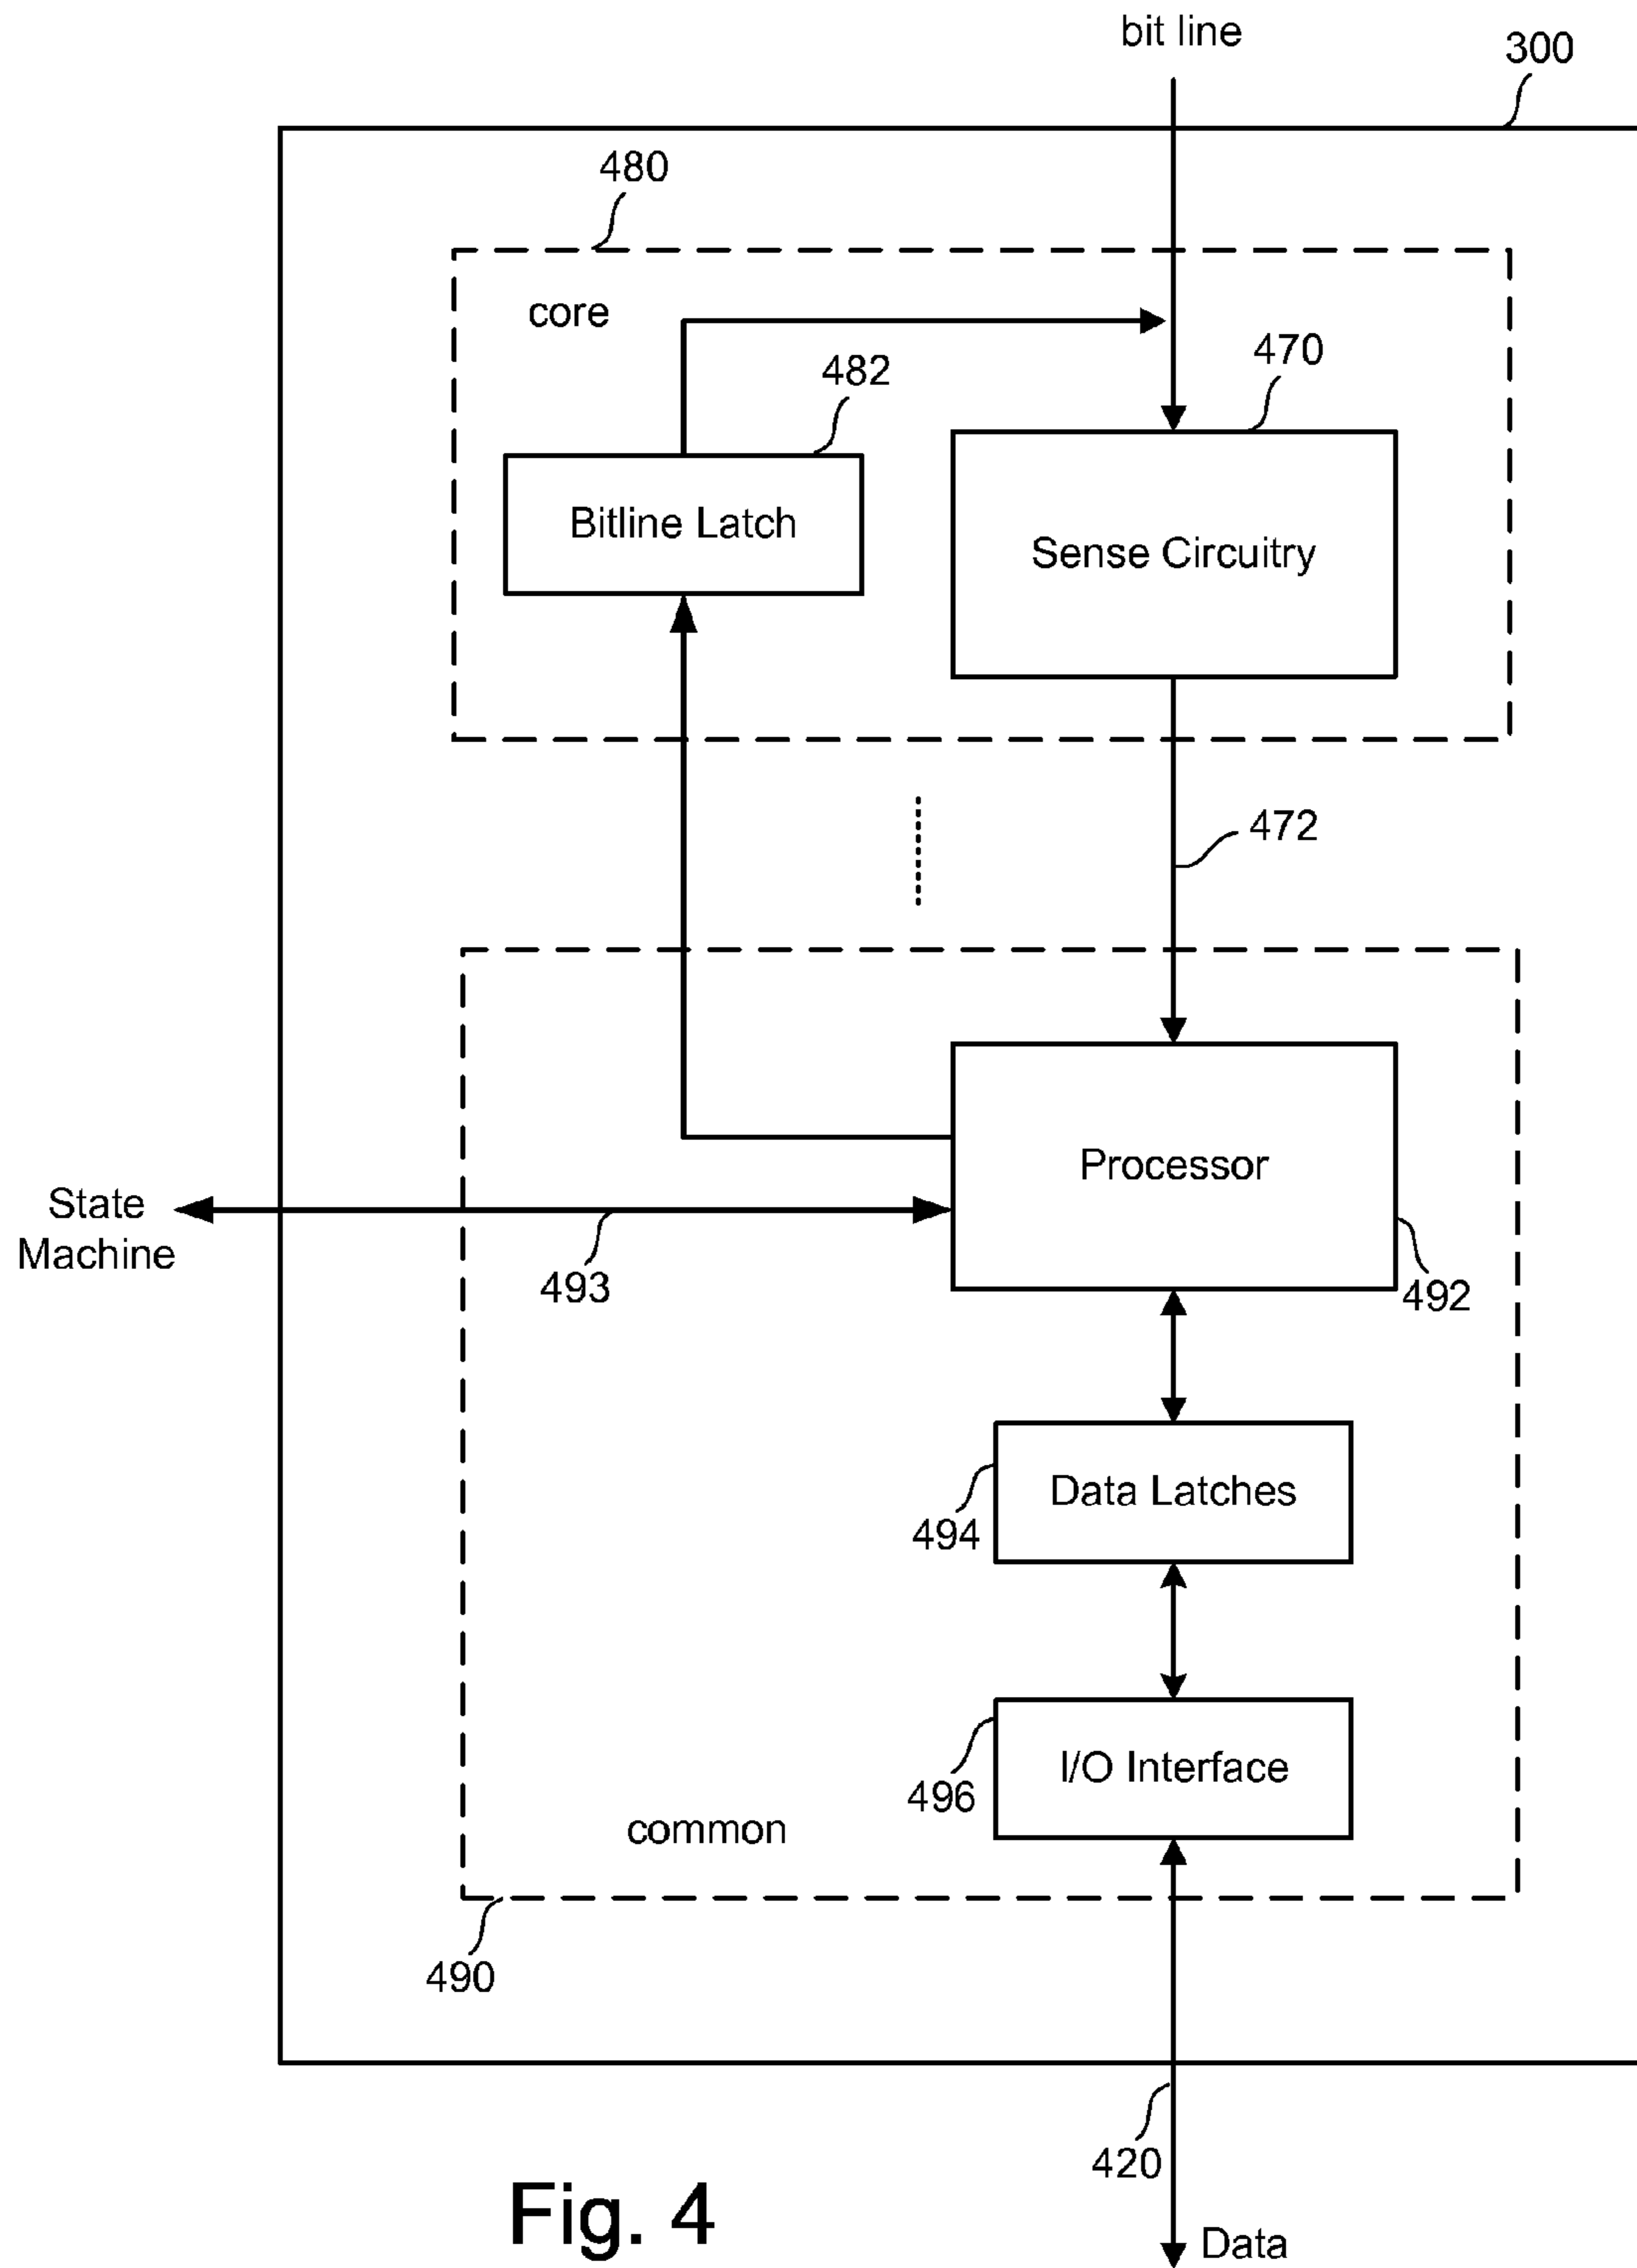 bit line
300
480
core
470
482
Bitline Latch
Sense Circuitry
472
Processor
State
Machine
493
492
Data Latches
494
I/O Interface
496
common
490
420
Fig. 4
Data